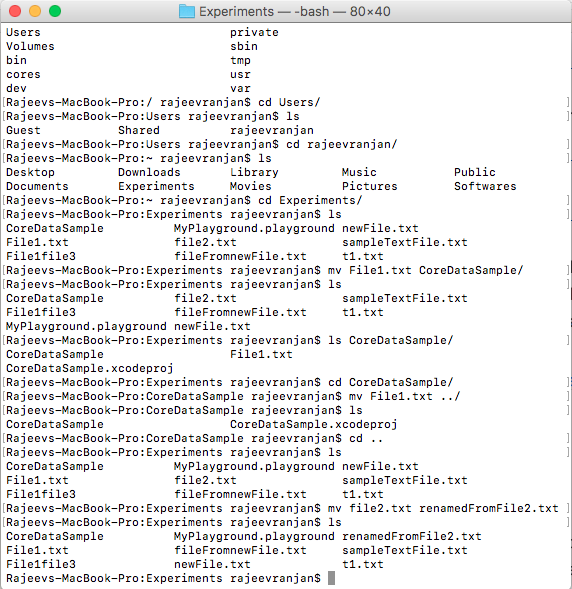 Experiments — -bash — 80×40
Users private
Volumes sbin
bin tmp
cores usr
dev var
[Rajeevs-MacBook-Pro:/ rajeevranjan$ cd Users/ ]
[Rajeevs-MacBook-Pro:Users rajeevranjan$ ls ]
Guest Shared rajeevranjan
[Rajeevs-MacBook-Pro:Users rajeevranjan$ cd rajeevranjan/ ]
[Rajeevs-MacBook-Pro:~ rajeevranjan$ ls ]
Desktop Downloads Library Music Public
Documents Experiments Movies Pictures Softwares
[Rajeevs-MacBook-Pro:~ rajeevranjan$ cd Experiments/ ]
[Rajeevs-MacBook-Pro:Experiments rajeevranjan$ ls ]
CoreDataSample MyPlayground.playground newFile.txt
File1.txt file2.txt sampleTextFile.txt
File1file3 fileFromnewFile.txt t1.txt
[Rajeevs-MacBook-Pro:Experiments rajeevranjan$ mv File1.txt CoreDataSample/ ]
[Rajeevs-MacBook-Pro:Experiments rajeevranjan$ ls ]
CoreDataSample file2.txt sampleTextFile.txt
File1file3 fileFromnewFile.txt t1.txt
MyPlayground.playground newFile.txt
[Rajeevs-MacBook-Pro:Experiments rajeevranjan$ ls CoreDataSample/ ]
CoreDataSample File1.txt
CoreDataSample.xcodeproj
[Rajeevs-MacBook-Pro:Experiments rajeevranjan$ cd CoreDataSample/ ]
[Rajeevs-MacBook-Pro:CoreDataSample rajeevranjan$ mv File1.txt ../ ]
[Rajeevs-MacBook-Pro:CoreDataSample rajeevranjan$ ls ]
CoreDataSample CoreDataSample.xcodeproj
[Rajeevs-MacBook-Pro:CoreDataSample rajeevranjan$ cd .. ]
[Rajeevs-MacBook-Pro:Experiments rajeevranjan$ ls ]
CoreDataSample MyPlayground.playground newFile.txt
File1.txt file2.txt sampleTextFile.txt
File1file3 fileFromnewFile.txt t1.txt
[Rajeevs-MacBook-Pro:Experiments rajeevranjan$ mv file2.txt renamedFromFile2.txt ]
[Rajeevs-MacBook-Pro:Experiments rajeevranjan$ ls ]
CoreDataSample MyPlayground.playground renamedFromFile2.txt
File1.txt fileFromnewFile.txt sampleTextFile.txt
File1file3 newFile.txt t1.txt
Rajeevs-MacBook-Pro:Experiments rajeevranjan$